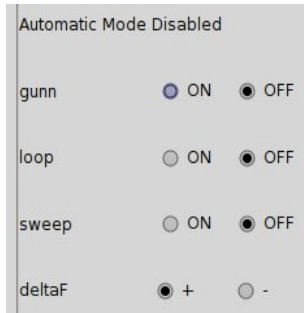 Automatic Mode Disabled
gunn ON OFF
loop ON OFF
sweep ON OFF
deltaF + -